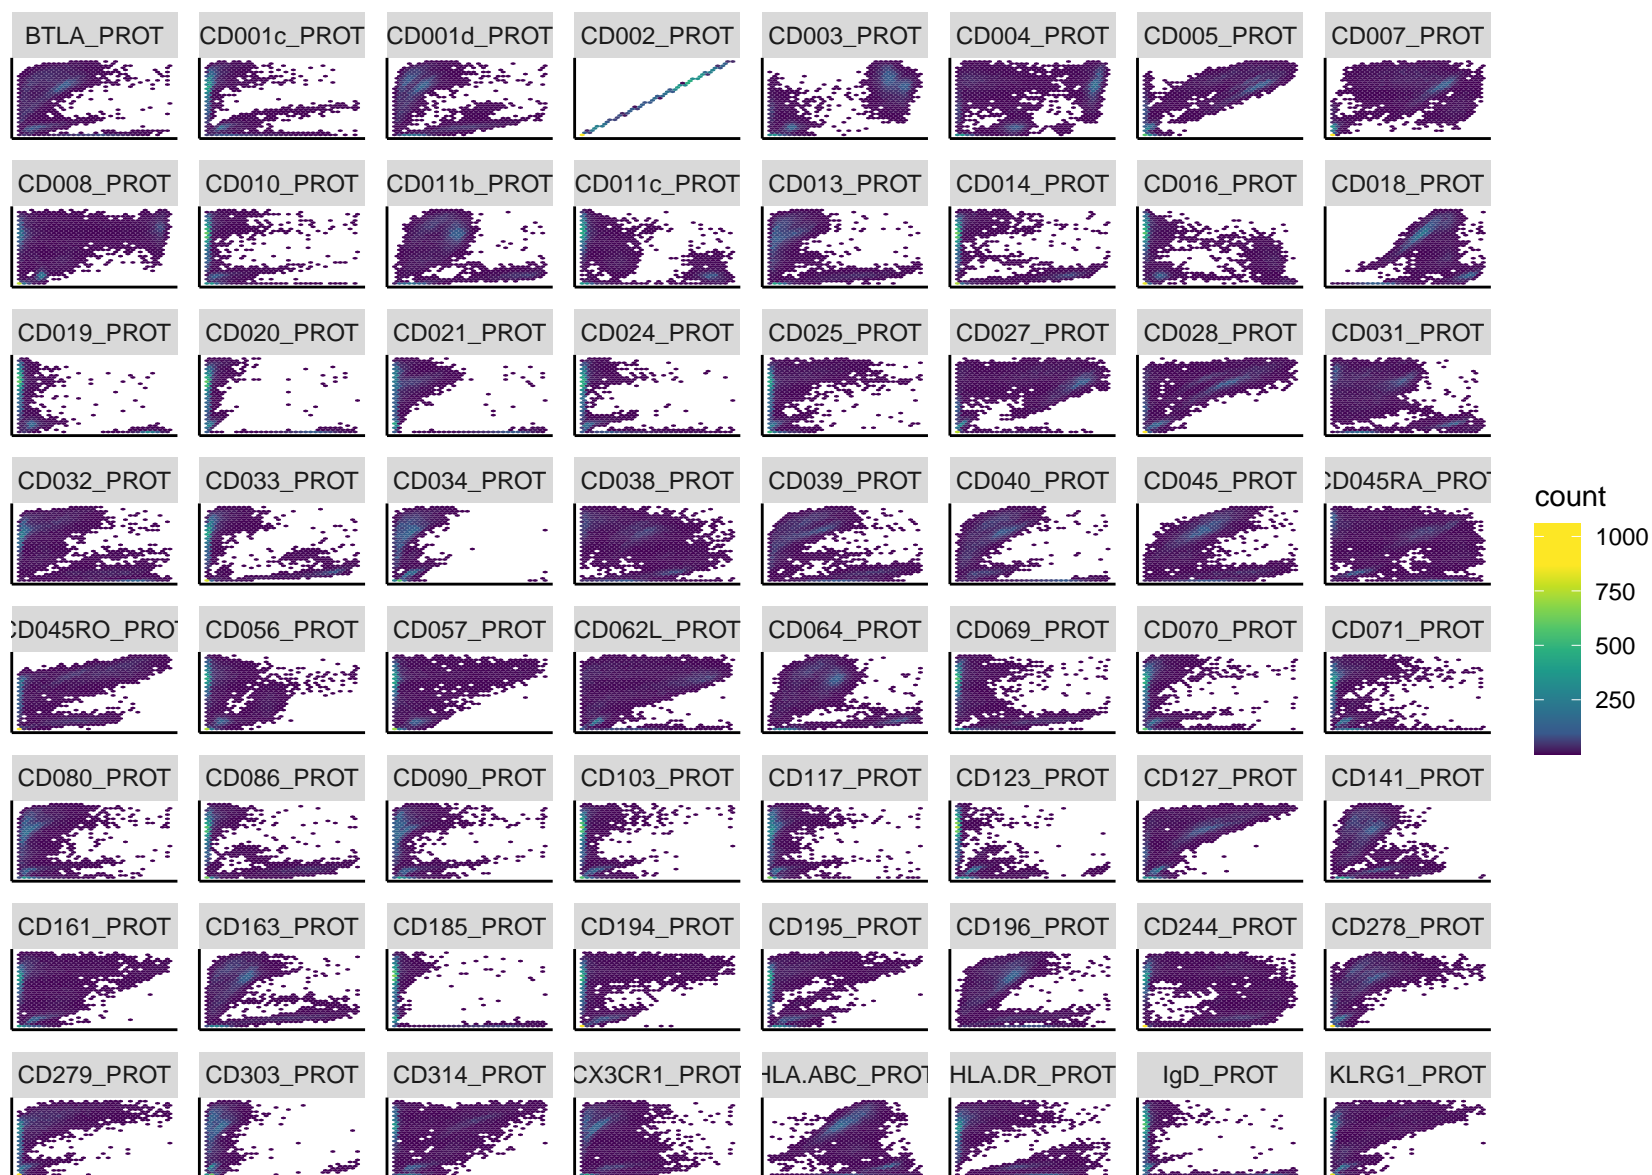 BTLA_PROT CD001c_PROT CD001d_PROT CD002_PROT CD003_PROT CD004_PROT CD005_PROT CD007_PROT
CD008_PROT CD010_PROT CD011b_PROT CD011c_PROT CD013_PROT CD014_PROT CD016_PROT CD018_PROT
CD019_PROT CD020_PROT CD021_PROT CD024_PROT CD025_PROT CD027_PROT CD028_PROT CD031_PROT
CD032_PROT CD033_PROT CD034_PROT CD038_PROT CD039_PROT CD040_PROT CD045_PROT CD045RA_PROT
count
1000
750
500
250
CD045RO_PROT CD056_PROT CD057_PROT CD062L_PROT CD064_PROT CD069_PROT CD070_PROT CD071_PROT
CD080_PROT CD086_PROT CD090_PROT CD103_PROT CD117_PROT CD123_PROT CD127_PROT CD141_PROT
CD161_PROT CD163_PROT CD185_PROT CD194_PROT CD195_PROT CD196_PROT CD244_PROT CD278_PROT
CD279_PROT CD303_PROT CD314_PROT CX3CR1_PROT HLA.ABC_PROT HLA.DR_PROT IgD_PROT KLRG1_PROT